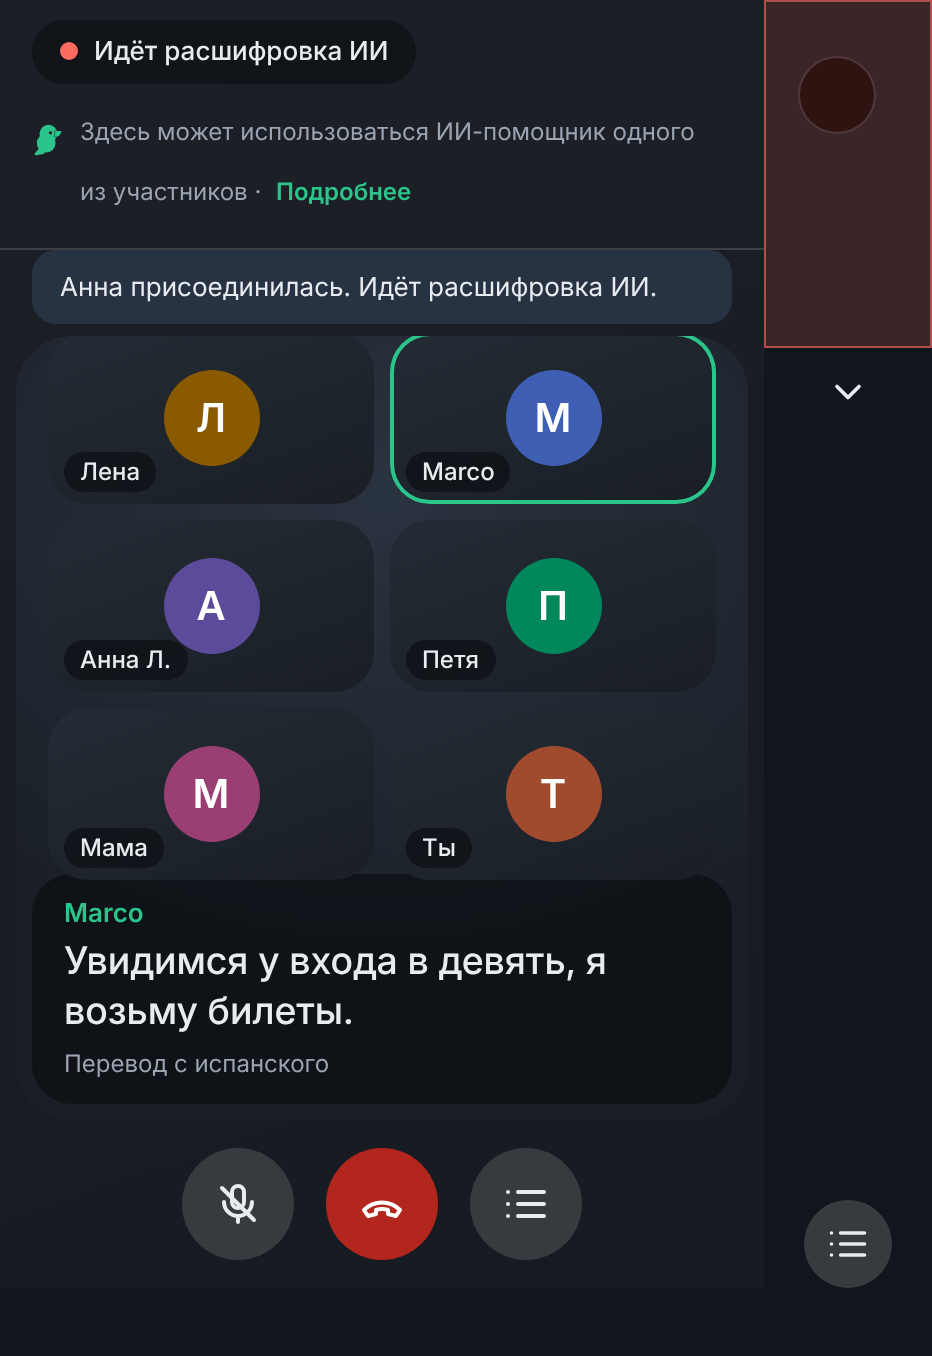 Идёт расшифровка ИИ
Здесь может использоваться ИИ-помощник одного
из участников · Подробнее
Анна присоединилась. Идёт расшифровка ИИ.
Л
Лена
M
Marco
А
Анна Л.
П
Петя
М
Мама
Т
Ты
Marco
Увидимся у входа в девять, я
возьму билеты.
Перевод с испанского